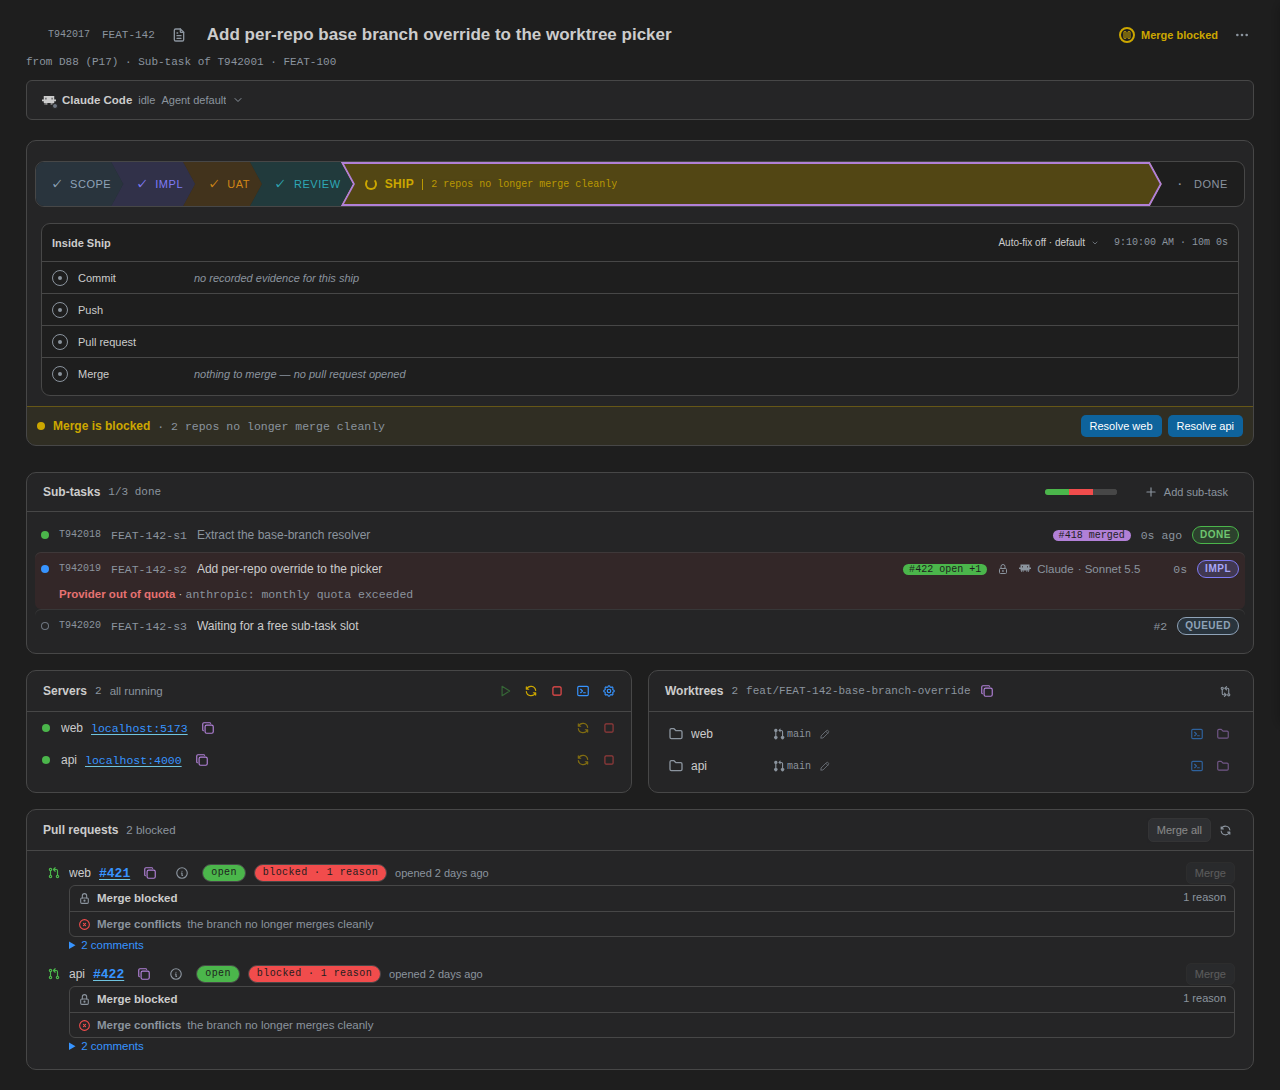 T942017 FEAT-142 Add per-repo base branch override to the worktree picker Merge blocked
from D88 (P17) · Sub-task of T942001 · FEAT-100
Claude Code idle Agent default
SCOPE IMPL UAT REVIEW SHIP | 2 repos no longer merge cleanly DONE
Inside Ship Auto-fix off · default 9:10:00 AM · 10m 0s
Commit no recorded evidence for this ship
Push
Pull request
Merge nothing to merge — no pull request opened
Merge is blocked · 2 repos no longer merge cleanly Resolve web Resolve api
Sub-tasks 1/3 done Add sub-task
T942018 FEAT-142-s1 Extract the base-branch resolver #418 merged 0s ago DONE
T942019 FEAT-142-s2 Add per-repo override to the picker #422 open +1 Claude · Sonnet 5.5 0s IMPL
Provider out of quota · anthropic: monthly quota exceeded
T942020 FEAT-142-s3 Waiting for a free sub-task slot #2 QUEUED
Servers 2 all running
web localhost:5173
api localhost:4000
Worktrees 2 feat/FEAT-142-base-branch-override
web main
api main
Pull requests 2 blocked Merge all
web #421 open blocked · 1 reason opened 2 days ago Merge
Merge blocked 1 reason
Merge conflicts the branch no longer merges cleanly
2 comments
api #422 open blocked · 1 reason opened 2 days ago Merge
Merge blocked 1 reason
Merge conflicts the branch no longer merges cleanly
2 comments